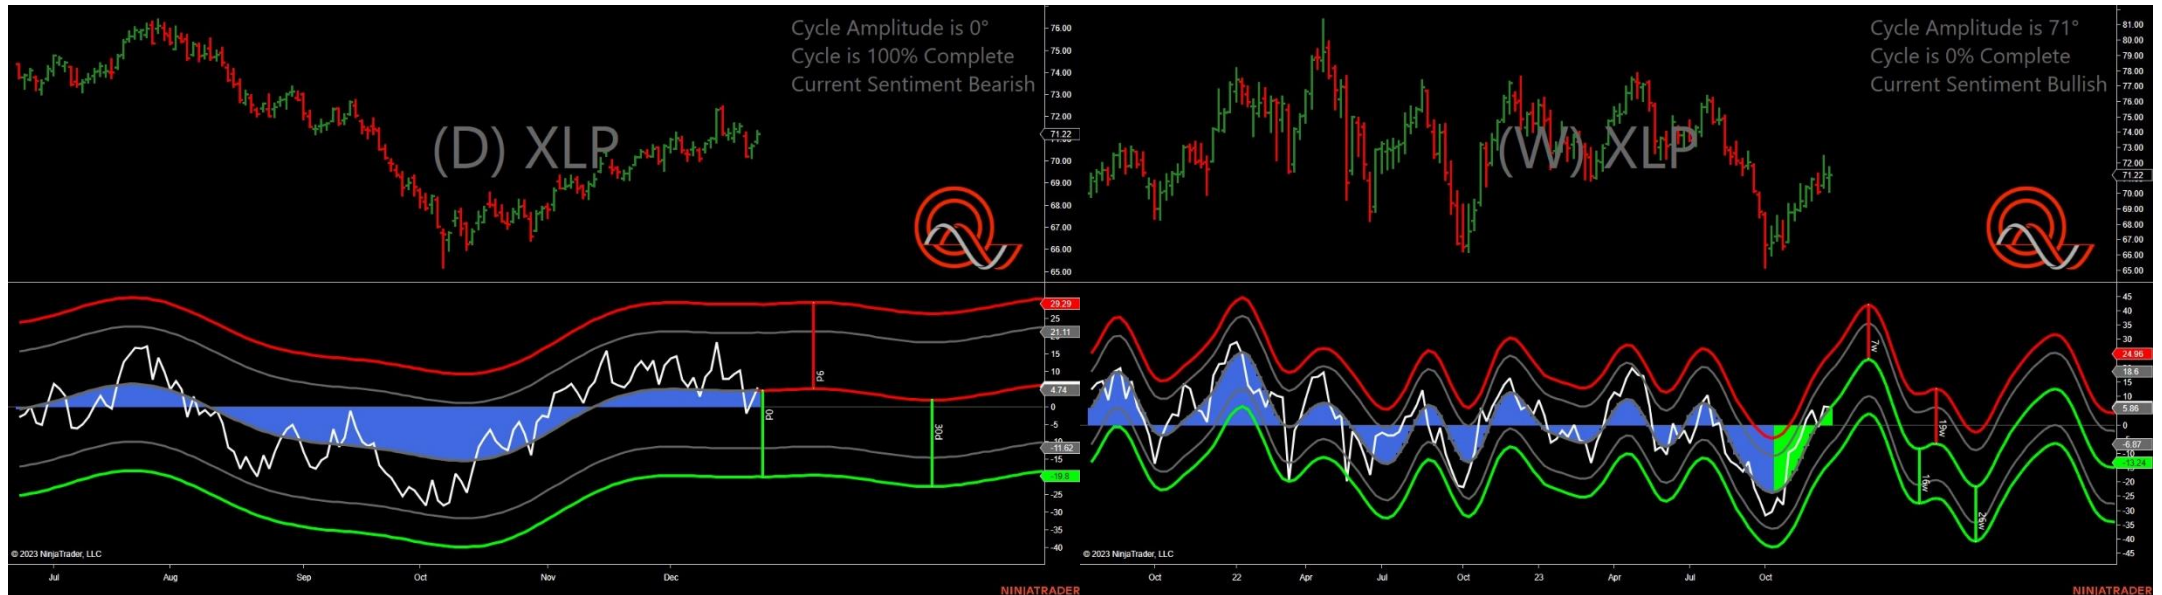 Cycle Amplitude is 0°
Cycle is 100% Complete
Current Sentiment Bearish
(D) XLP
76.00
75.00
74.00
73.00
72.00
71.22
70.00
69.00
68.00
67.00
66.00
65.00
29.29
25
21.11
15
10
4.74
0
-5
-11.62
-15
-19.8
-25
-30
-35
-40
P6
P0
30d
© 2023 NinjaTrader, LLC
Jul
Aug
Sep
Oct
Nov
Dec
NINJATRADER
Cycle Amplitude is 71°
Cycle is 0% Complete
Current Sentiment Bullish
(W) XLP
81.00
80.00
79.00
78.00
77.00
76.00
75.00
74.00
73.00
72.00
71.22
70.00
69.00
68.00
67.00
66.00
65.00
45
40
35
30
24.96
18.6
15
10
5.86
0
-6.87
-10
-13.24
-20
-25
-30
-35
-40
-45
7w
19w
16w
26w
© 2023 NinjaTrader, LLC
Oct
22
Apr
Jul
Oct
23
Apr
Jul
Oct
NINJATRADER